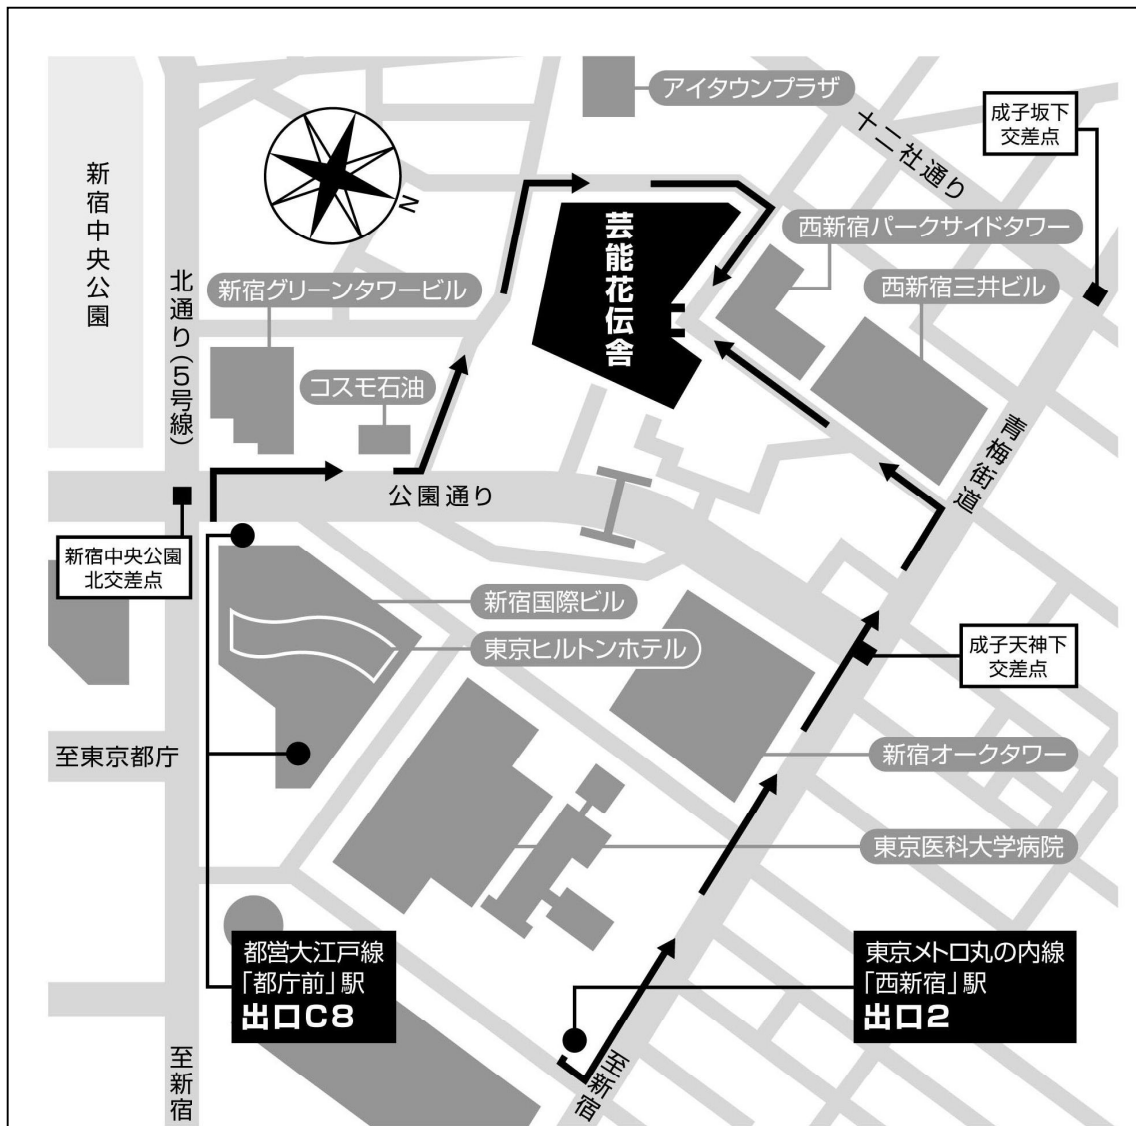 アイタウンプラザ
成子坂下
交差点
十二社通り
新宿中央公園
N
芸能花伝舎
西新宿パークサイドタワー
北通り(5号線)
新宿グリーンタワービル
西新宿三井ビル
コスモ石油
青梅街道
公園通り
新宿中央公園
北交差点
新宿国際ビル
東京ヒルトンホテル
成子天神下
交差点
至東京都庁
新宿オークタワー
東京医科大学病院
都営大江戸線
「都庁前」駅
出口C8
東京メトロ丸の内線
「西新宿」駅
出口2
至新宿
至新宿